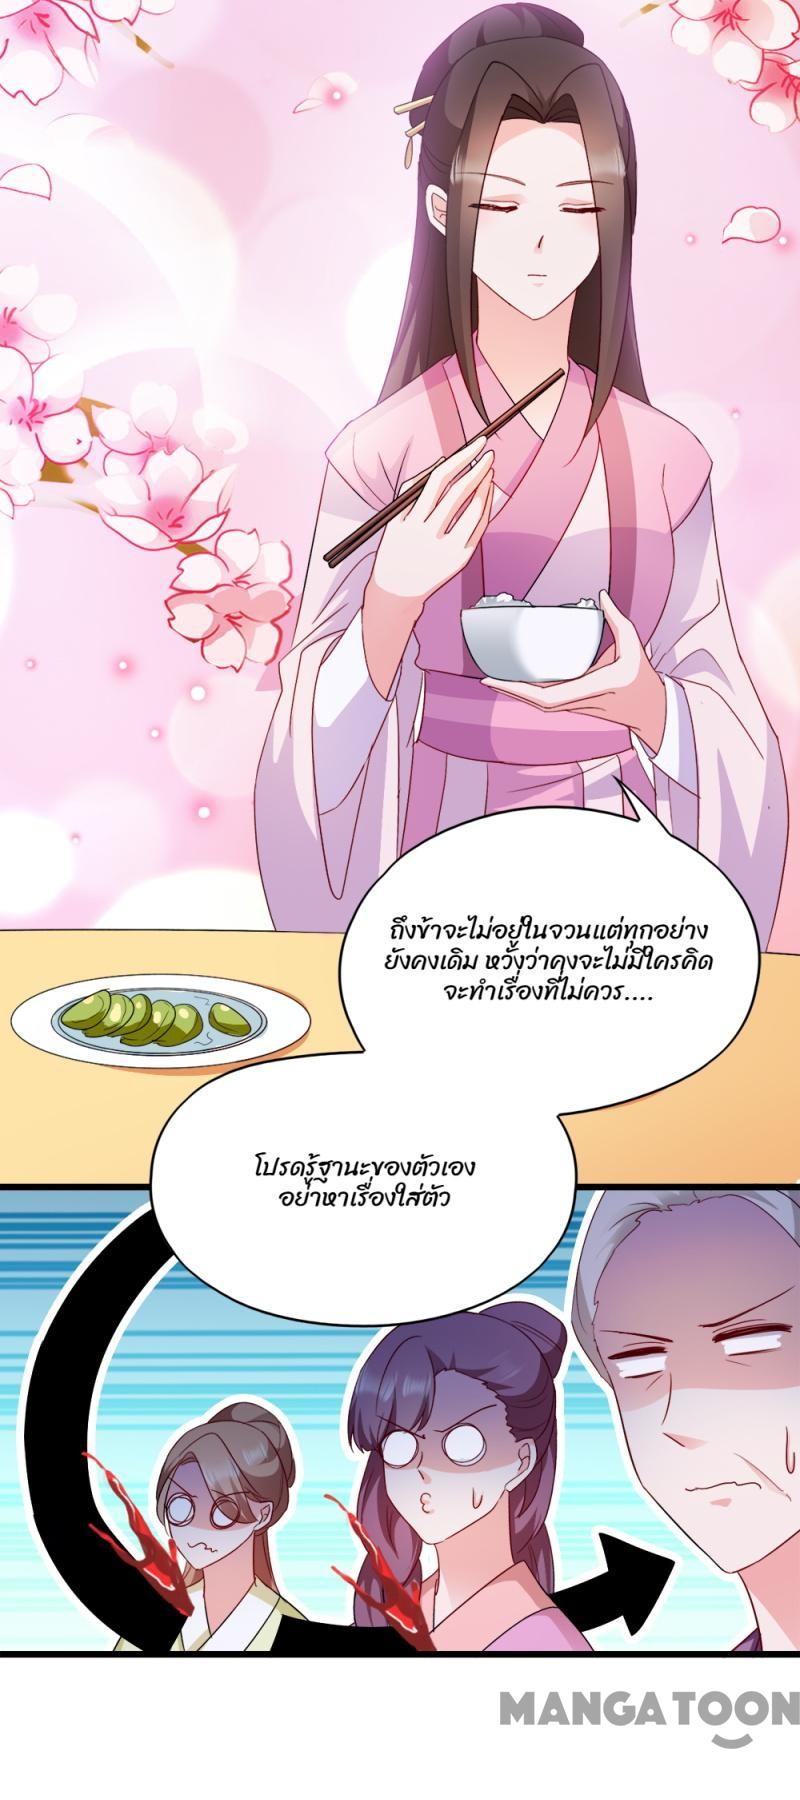 ถึงข้าจะไม่อยู่ในจวนแต่ทุกอย่าง
ยังคงเดิม หวังว่าคงจะไม่มีใครคิด
จะทำเรื่องที่ไม่ควร....
โปรดรู้ฐานะของตัวเอง
อย่าหาเรื่องใส่ตัว
MANGATOON